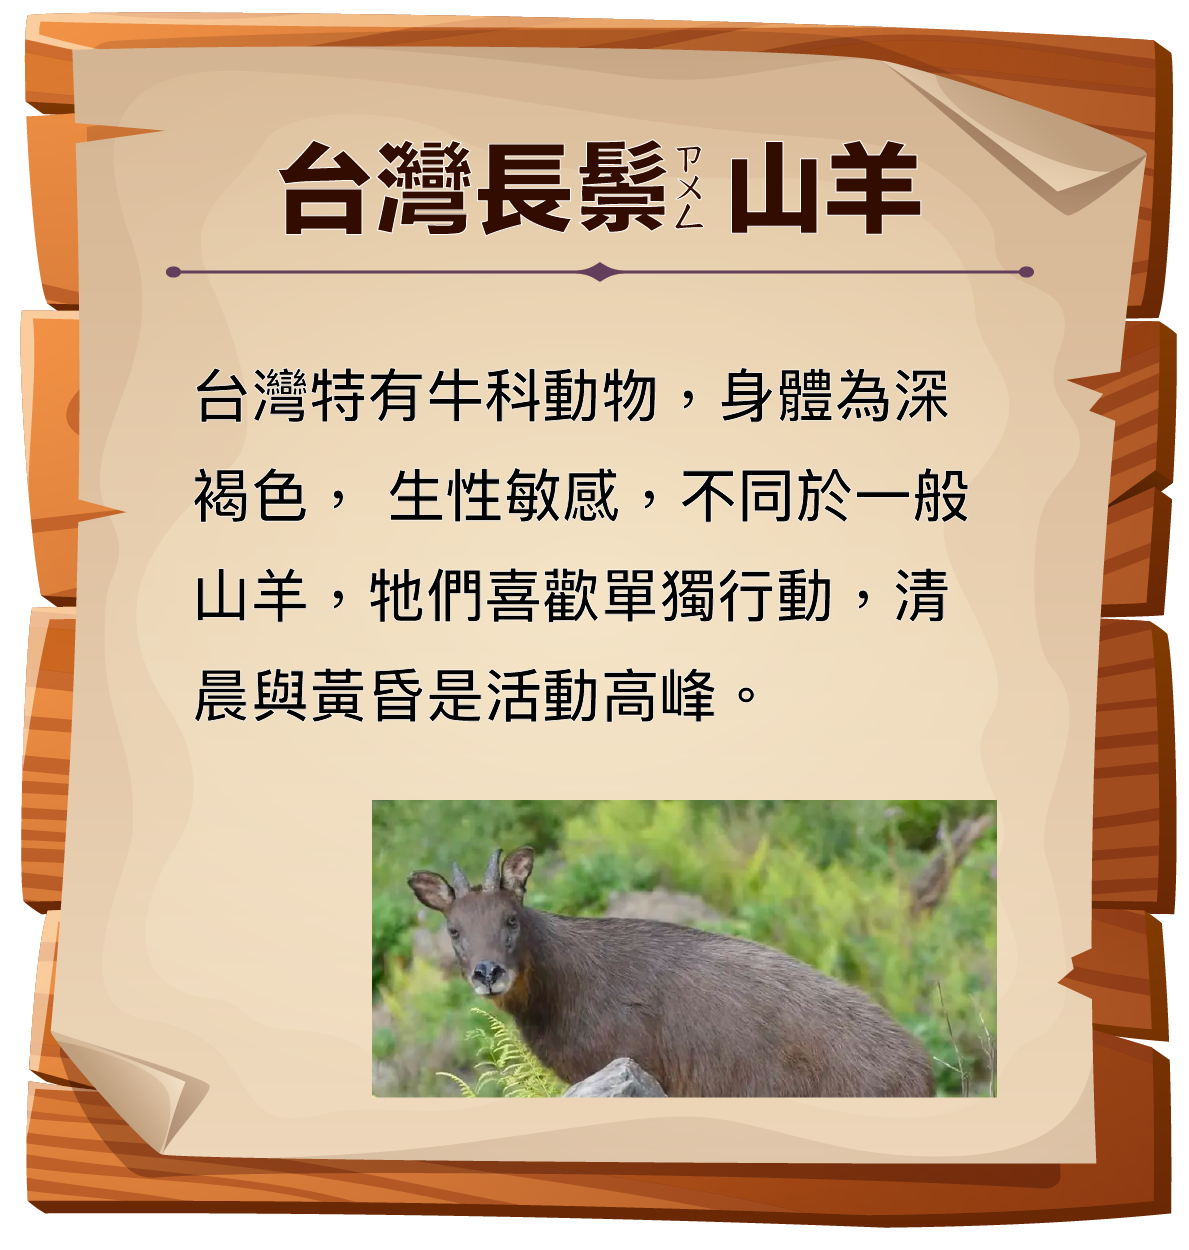 台灣長鬃ㄗㄨㄥ山羊
台灣特有牛科動物，身體為深
褐色， 生性敏感，不同於一般
山羊，牠們喜歡單獨行動，清
晨與黃昏是活動高峰。